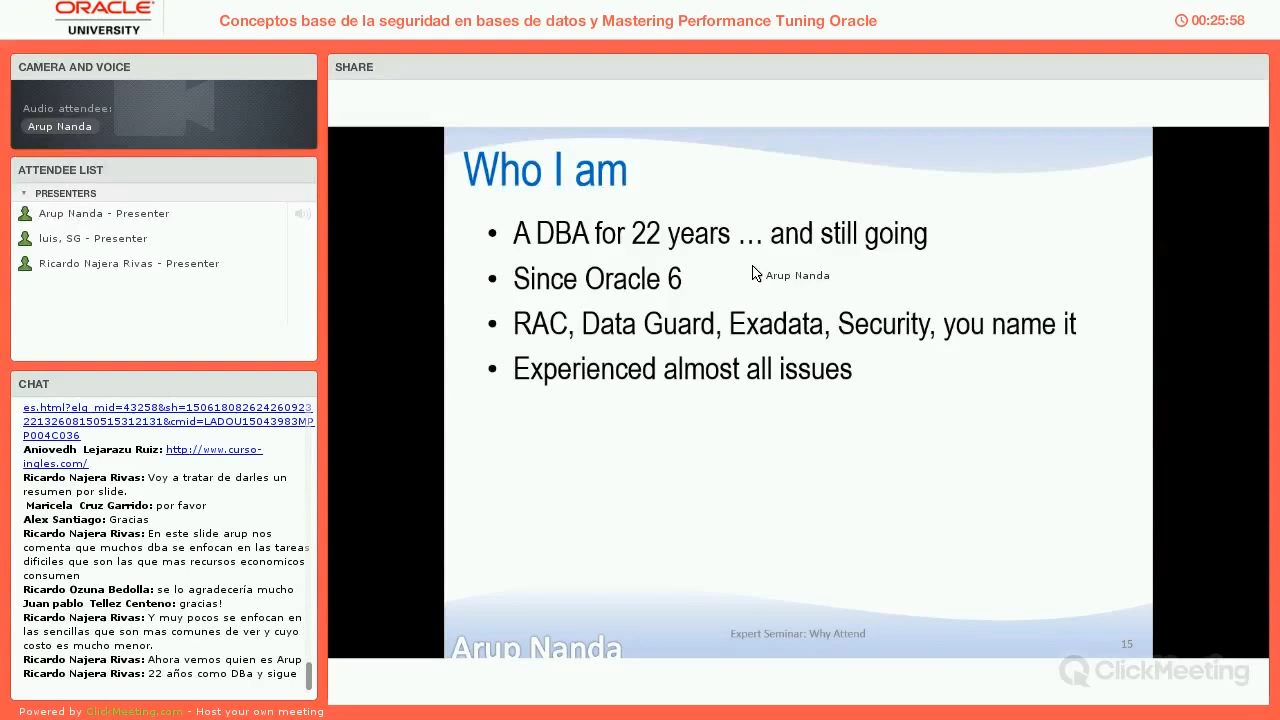 ORACLE
UNIVERSITY
Conceptos base de la seguridad en bases de datos y Mastering Performance Tuning Oracle
00:25:58
CAMERA AND VOICE
Audio attendee:
Arup Nanda
ATTENDEE LIST
PRESENTERS
Arup Nanda - Presenter
luis, SG - Presenter
Ricardo Najera Rivas - Presenter
CHAT
es.html?elq_mid=43258&sh=150618082624260923
2213260815051531213​1&cmid=LADOU15043983MP
P004C036
Aniovedh Lejarazu Ruiz: http://www.curso-
ingles.com/
Ricardo Najera Rivas: Voy a tratar de darles un
resumen por slide.
Maricela Cruz Garrido: por favor
Alex Santiago: Gracias
Ricardo Najera Rivas: En este slide arup nos
comenta que muchos dba se enfocan en las tareas
dificiles que son las que mas recursos economicos
consumen
Ricardo Ozuna Bedolla: se lo agradecería mucho
Juan pablo Tellez Centeno: gracias!
Ricardo Najera Rivas: Y muy pocos se enfocan en
las sencillas que son mas comunes de ver y cuyo
costo es mucho menor.
Ricardo Najera Rivas: Ahora vemos quien es Arup
Ricardo Najera Rivas: 22 años como DBa y sigue
SHARE
Who I am
• A DBA for 22 years … and still going
Arup Nanda
• Since Oracle 6
• RAC, Data Guard, Exadata, Security, you name it
• Experienced almost all issues
Expert Seminar: Why Attend
15
Arup Nanda
ClickMeeting
Powered by ClickMeeting.com - Host your own meeting